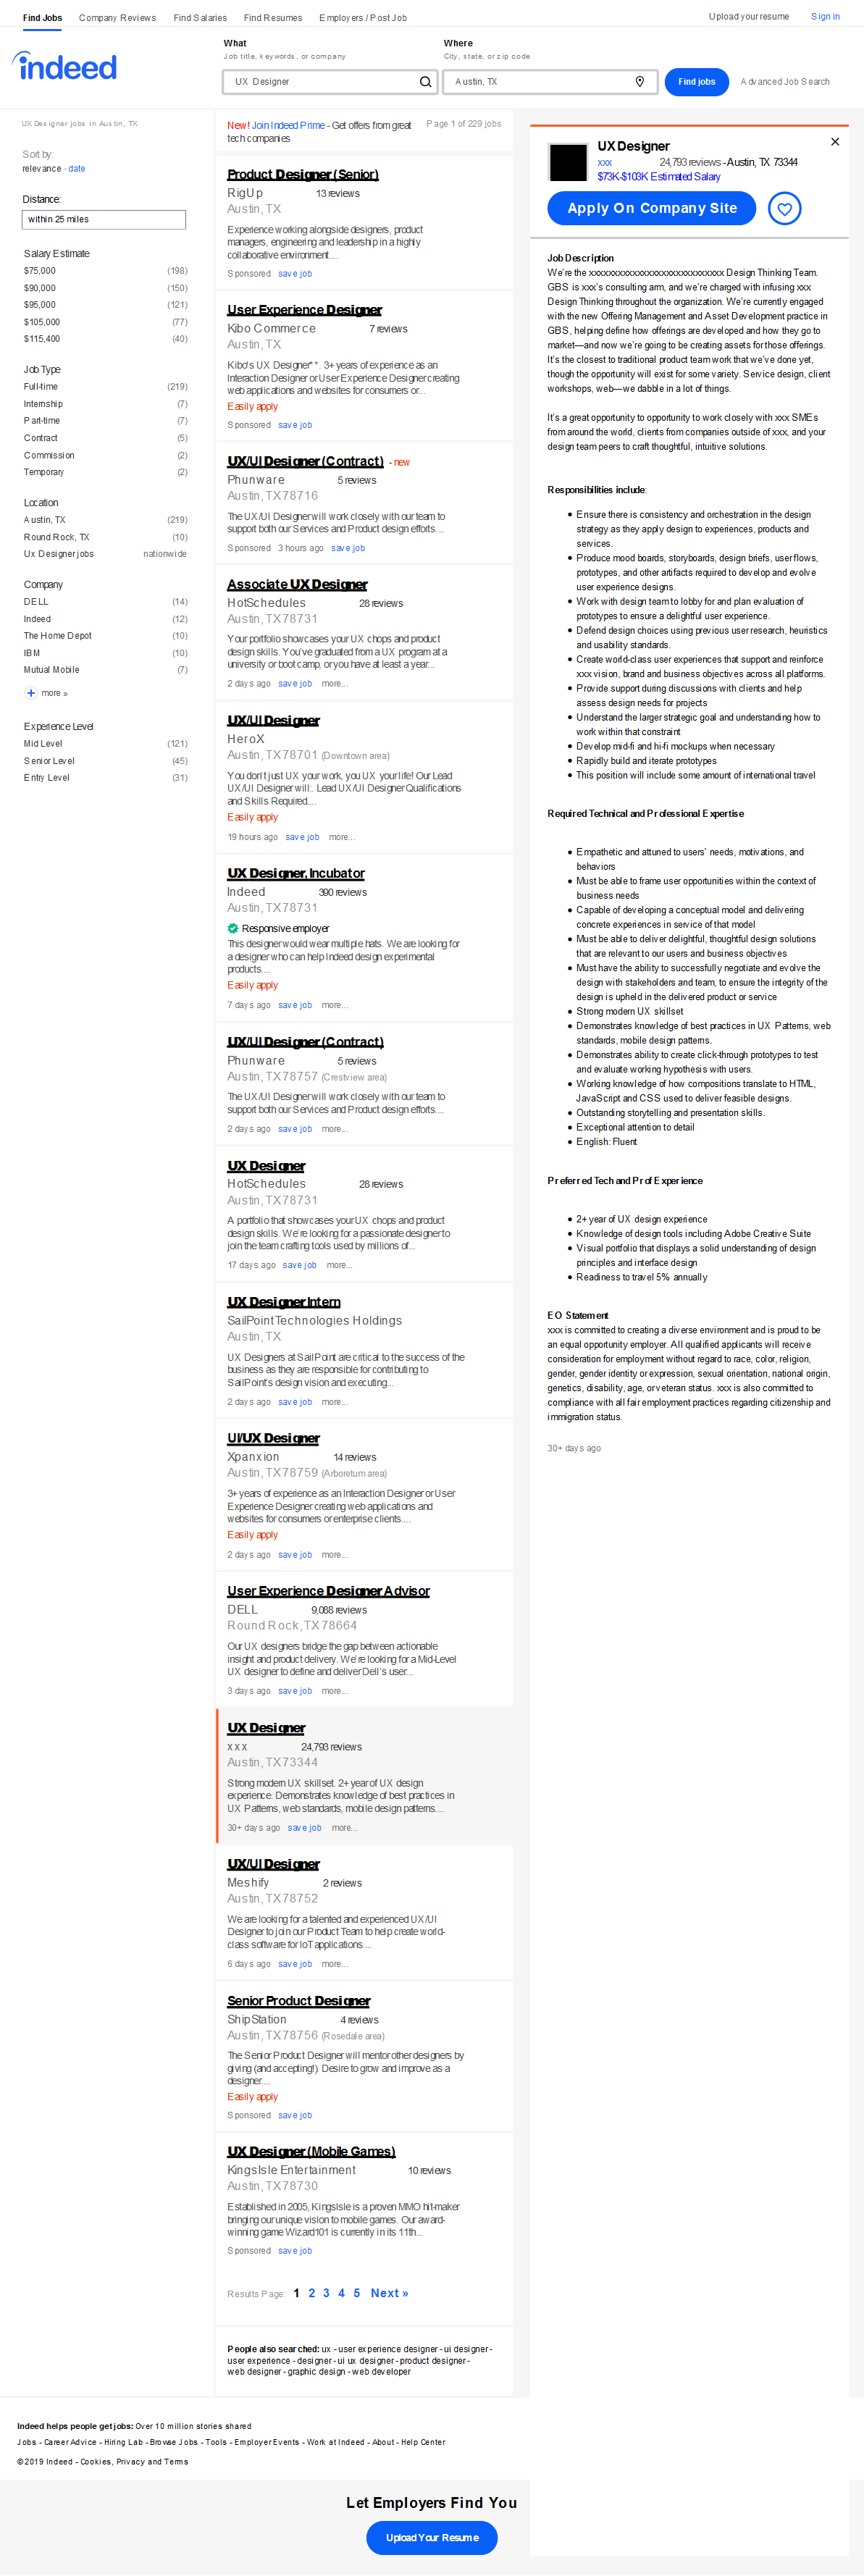 Find Jobs Company Reviews Find Salaries Find Resumes Employers / Post Job Upload your resume Sign in
indeed
What
Job title, keywords, or company
UX Designer
Where
City, state, or zip code
Austin, TX
Find jobs
Advanced Job Search
UX Designer jobs in Austin, TX
Sort by:
relevance - date
Distance:
within 25 miles
Salary Estimate
$75,000 (198)
$90,000 (150)
$95,000 (121)
$105,000 (77)
$115,400 (40)
Job Type
Full-time (219)
Internship (7)
Part-time (7)
Contract (5)
Commission (2)
Temporary (2)
Location
Austin, TX (219)
Round Rock, TX (10)
Ux Designer jobs nationwide
Company
DELL (14)
Indeed (12)
The Home Depot (10)
IBM (10)
Mutual Mobile (7)
more »
Experience Level
Mid Level (121)
Senior Level (45)
Entry Level (31)
New! Join Indeed Prime - Get offers from great
tech companies
Page 1 of 229 jobs
Product Designer (Senior)
RigUp 13 reviews
Austin, TX
Experience working alongside designers, product
managers, engineering and leadership in a highly
collaborative environment....
Sponsored save job
User Experience Designer
Kibo Commerce 7 reviews
Austin, TX
Kibo's UX Designer**. 3+ years of experience as an
Interaction Designer or User Experience Designer creating
web applications and websites for consumers or...
Easily apply
Sponsored save job
UX/UI Designer (Contract) - new
Phunware 5 reviews
Austin, TX 78716
The UX/UI Designer will work closely with our team to
support both our Services and Product design efforts....
Sponsored 3 hours ago save job
Associate UX Designer
HotSchedules 28 reviews
Austin, TX 78731
Your portfolio showcases your UX chops and product
design skills. You've graduated from a UX program at a
university or boot camp, or you have at least a year...
2 days ago save job more...
UX/UI Designer
HeroX
Austin, TX 78701 (Downtown area)
You don't just UX your work, you UX your life! Our Lead
UX/UI Designer will:. Lead UX/UI Designer Qualifications
and Skills Required....
Easily apply
19 hours ago save job more...
UX Designer, Incubator
Indeed 390 reviews
Austin, TX 78731
Responsive employer
This designer would wear multiple hats. We are looking for
a designer who can help Indeed design experimental
products....
Easily apply
7 days ago save job more...
UX/UI Designer (Contract)
Phunware 5 reviews
Austin, TX 78757 (Crestview area)
The UX/UI Designer will work closely with our team to
support both our Services and Product design efforts....
2 days ago save job more...
UX Designer
HotSchedules 28 reviews
Austin, TX 78731
A portfolio that showcases your UX chops and product
design skills. We're looking for a passionate designer to
join the team crafting tools used by millions of...
17 days ago save job more...
UX Designer Intern
SailPoint Technologies Holdings
Austin, TX
UX Designers at SailPoint are critical to the success of the
business as they are responsible for contributing to
SailPoint's design vision and executing...
2 days ago save job more...
UI/UX Designer
Xpanxion 14 reviews
Austin, TX 78759 (Arboretum area)
3+ years of experience as an Interaction Designer or User
Experience Designer creating web applications and
websites for consumers or enterprise clients....
Easily apply
2 days ago save job more...
User Experience Designer Advisor
DELL 9,088 reviews
Round Rock, TX 78664
Our UX designers bridge the gap between actionable
insight and product delivery. We're looking for a Mid-Level
UX designer to define and deliver Dell's user...
3 days ago save job more...
UX Designer
xxx 24,793 reviews
Austin, TX 73344
Strong modern UX skillset. 2+ year of UX design
experience. Demonstrates knowledge of best practices in
UX Patterns, web standards, mobile design patterns....
30+ days ago save job more...
UX/UI Designer
Meshify 2 reviews
Austin, TX 78752
We are looking for a talented and experienced UX/UI
Designer to join our Product Team to help create world-
class software for IoT applications....
6 days ago save job more...
Senior Product Designer
ShipStation 4 reviews
Austin, TX 78756 (Rosedale area)
The Senior Product Designer will mentor other designers by
giving (and accepting!). Desire to grow and improve as a
designer....
Easily apply
Sponsored save job
UX Designer (Mobile Games)
KingsIsle Entertainment 10 reviews
Austin, TX 78730
Established in 2005, KingsIsle is a proven MMO hit-maker
bringing our unique vision to mobile games. Our award-
winning game Wizard101 is currently in its 11th...
Sponsored save job
Results Page: 1 2 3 4 5 Next »
People also searched: ux - user experience designer - ui designer -
user experience - designer - ui ux designer - product designer -
web designer - graphic design - web developer
UX Designer
xxx 24,793 reviews - Austin, TX 73344
$73K-$103K Estimated Salary
Apply On Company Site
Job Description
We're the xxxxxxxxxxxxxxxxxxxxxxxxxxx Design Thinking Team.
GBS is xxx's consulting arm, and we're charged with infusing xxx
Design Thinking throughout the organization. We're currently engaged
with the new Offering Management and Asset Development practice in
GBS, helping define how offerings are developed and how they go to
market—and now we're going to be creating assets for those offerings.
It's the closest to traditional product team work that we've done yet,
though the opportunity will exist for some variety. Service design, client
workshops, web—we dabble in a lot of things.
It's a great opportunity to opportunity to work closely with xxx SMEs
from around the world, clients from companies outside of xxx, and your
design team peers to craft thoughtful, intuitive solutions.
Responsibilities include:
• Ensure there is consistency and orchestration in the design
strategy as they apply design to experiences, products and
services.
• Produce mood boards, storyboards, design briefs, user flows,
prototypes, and other artifacts required to develop and evolve
user experience designs.
• Work with design team to lobby for and plan evaluation of
prototypes to ensure a delightful user experience.
• Defend design choices using previous user research, heuristics
and usability standards.
• Create world-class user experiences that support and reinforce
xxx vision, brand and business objectives across all platforms.
• Provide support during discussions with clients and help
assess design needs for projects
• Understand the larger strategic goal and understanding how to
work within that constraint
• Develop mid-fi and hi-fi mockups when necessary
• Rapidly build and iterate prototypes
• This position will include some amount of international travel
Required Technical and Professional Expertise
• Empathetic and attuned to users' needs, motivations, and
behaviors
• Must be able to frame user opportunities within the context of
business needs
• Capable of developing a conceptual model and delivering
concrete experiences in service of that model
• Must be able to deliver delightful, thoughtful design solutions
that are relevant to our users and business objectives
• Must have the ability to successfully negotiate and evolve the
design with stakeholders and team, to ensure the integrity of the
design is upheld in the delivered product or service
• Strong modern UX skillset
• Demonstrates knowledge of best practices in UX Patterns, web
standards, mobile design patterns.
• Demonstrates ability to create click-through prototypes to test
and evaluate working hypothesis with users.
• Working knowledge of how compositions translate to HTML,
JavaScript and CSS used to deliver feasible designs.
• Outstanding storytelling and presentation skills.
• Exceptional attention to detail
• English: Fluent
Preferred Tech and Prof Experience
• 2+ year of UX design experience
• Knowledge of design tools including Adobe Creative Suite
• Visual portfolio that displays a solid understanding of design
principles and interface design
• Readiness to travel 5% annually
EO Statement
xxx is committed to creating a diverse environment and is proud to be
an equal opportunity employer. All qualified applicants will receive
consideration for employment without regard to race, color, religion,
gender, gender identity or expression, sexual orientation, national origin,
genetics, disability, age, or veteran status. xxx is also committed to
compliance with all fair employment practices regarding citizenship and
immigration status.
30+ days ago
Indeed helps people get jobs: Over 10 million stories shared
Jobs - Career Advice - Hiring Lab - Browse Jobs - Tools - Employer Events - Work at Indeed - About - Help Center
©2019 Indeed - Cookies, Privacy and Terms
Let Employers Find You
Upload Your Resume